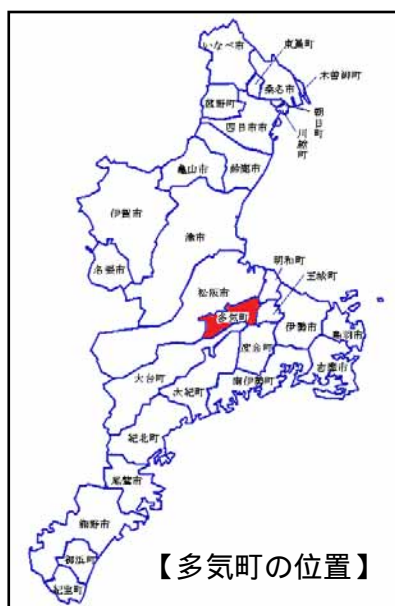 いなべ市
東員町
桑名市
木曽岬町
菰野町
朝日町
四日市市
川越町
亀山市
鈴鹿市
伊賀市
津市
名張市
明和町
松阪市
玉城町
多気町
伊勢市
鳥羽市
度会町
志摩市
大台町
大紀町
南伊勢町
紀北町
尾鷲市
熊野市
御浜町
紀宝町
【多気町の位置】